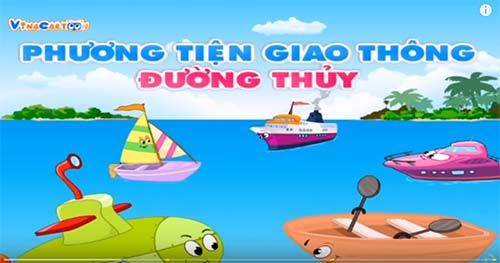 VINACARTOON
PHƯƠNG TIỆN GIAO THÔNG
ĐƯỜNG THỦY